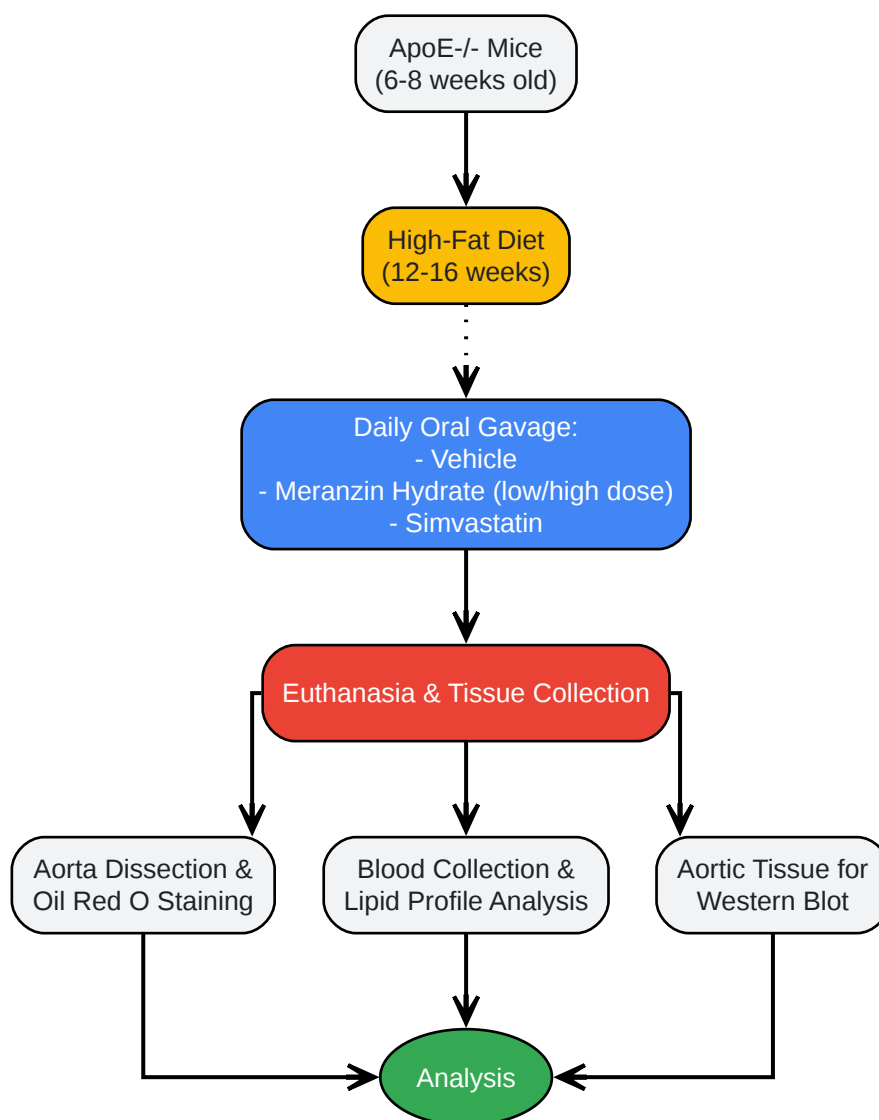 ApoE-/- Mice
(6-8 weeks old)
High-Fat Diet
(12-16 weeks)
Daily Oral Gavage:
- Vehicle
- Meranzin Hydrate (low/high dose)
- Simvastatin
Euthanasia & Tissue Collection
Aorta Dissection &
Oil Red O Staining
Blood Collection &
Lipid Profile Analysis
Aortic Tissue for
Western Blot
Analysis